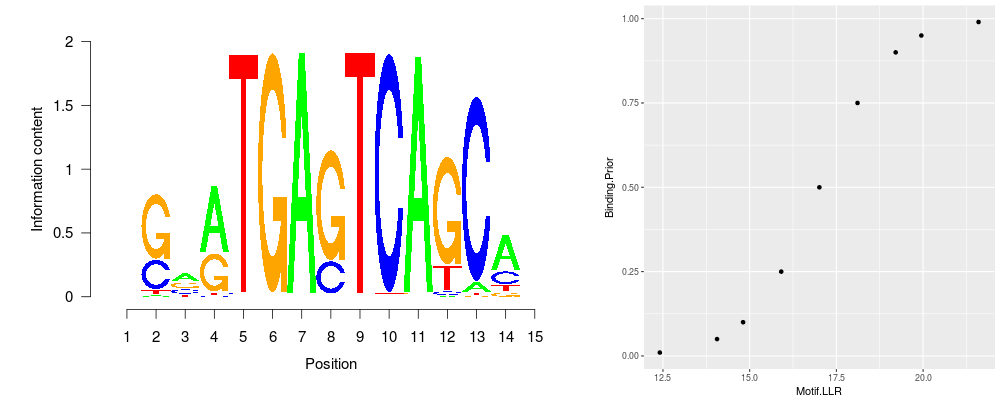 Information content
2
1.5
1
0.5
0
G C A A G T G A G C T C A G T C A A C T
1 2 3 4 5 6 7 8 9 10 11 12 13 14 15
Position
Binding.Prior
1.00
0.75
0.50
0.25
0.00
12.5 15.0 17.5 20.0
Motif.LLR